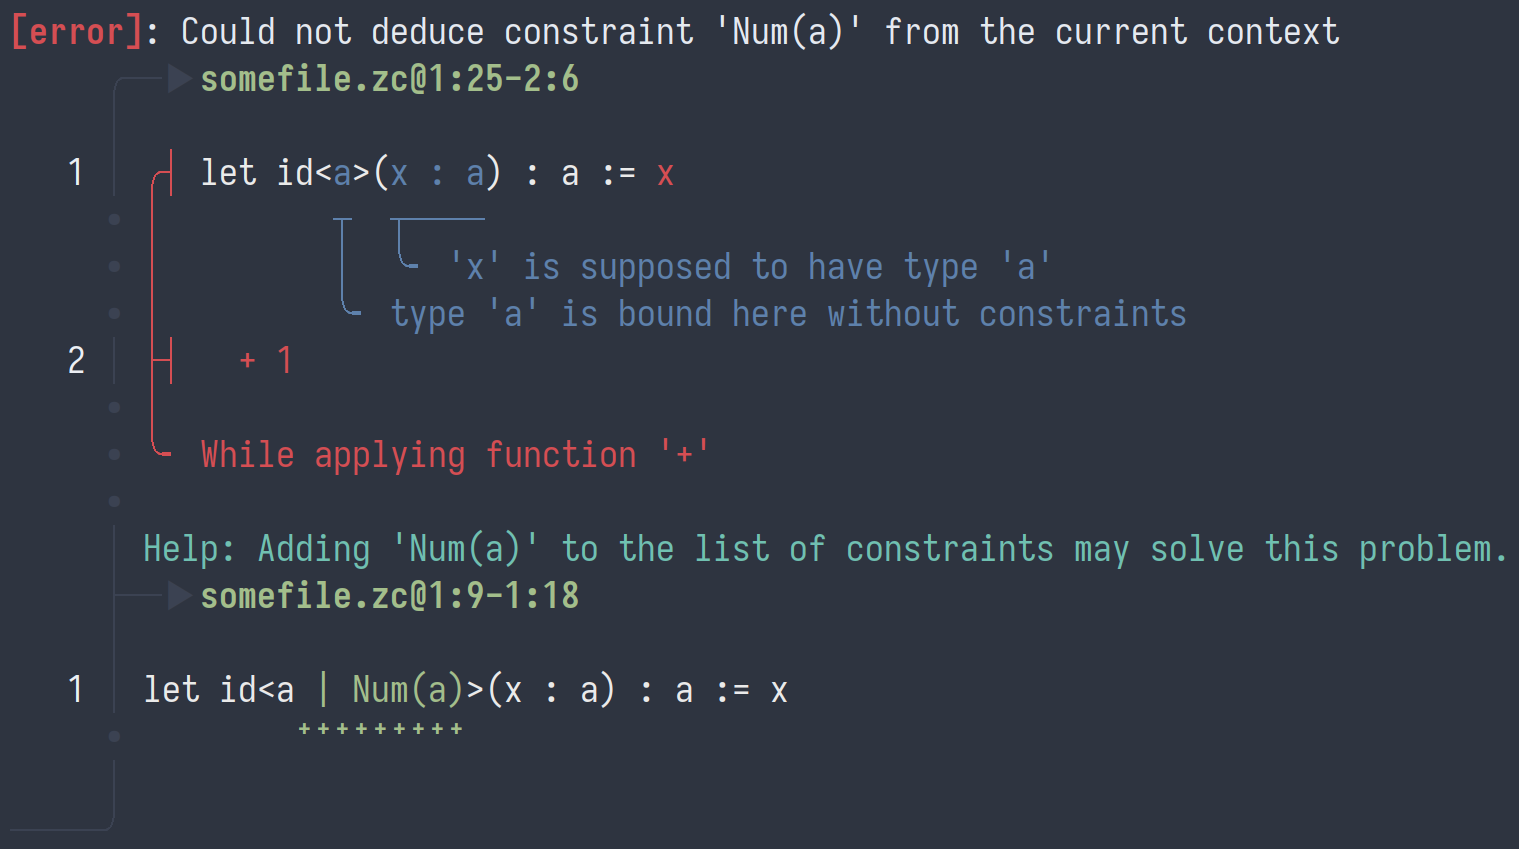 [error]: Could not deduce constraint 'Num(a)' from the current context
somefile.zc@1:25-2:6
1 let id<a>(x : a) : a := x
'x' is supposed to have type 'a'
type 'a' is bound here without constraints
2 + 1
While applying function '+'
Help: Adding 'Num(a)' to the list of constraints may solve this problem.
somefile.zc@1:9-1:18
1 let id<a | Num(a)>(x : a) : a := x
+++++++++